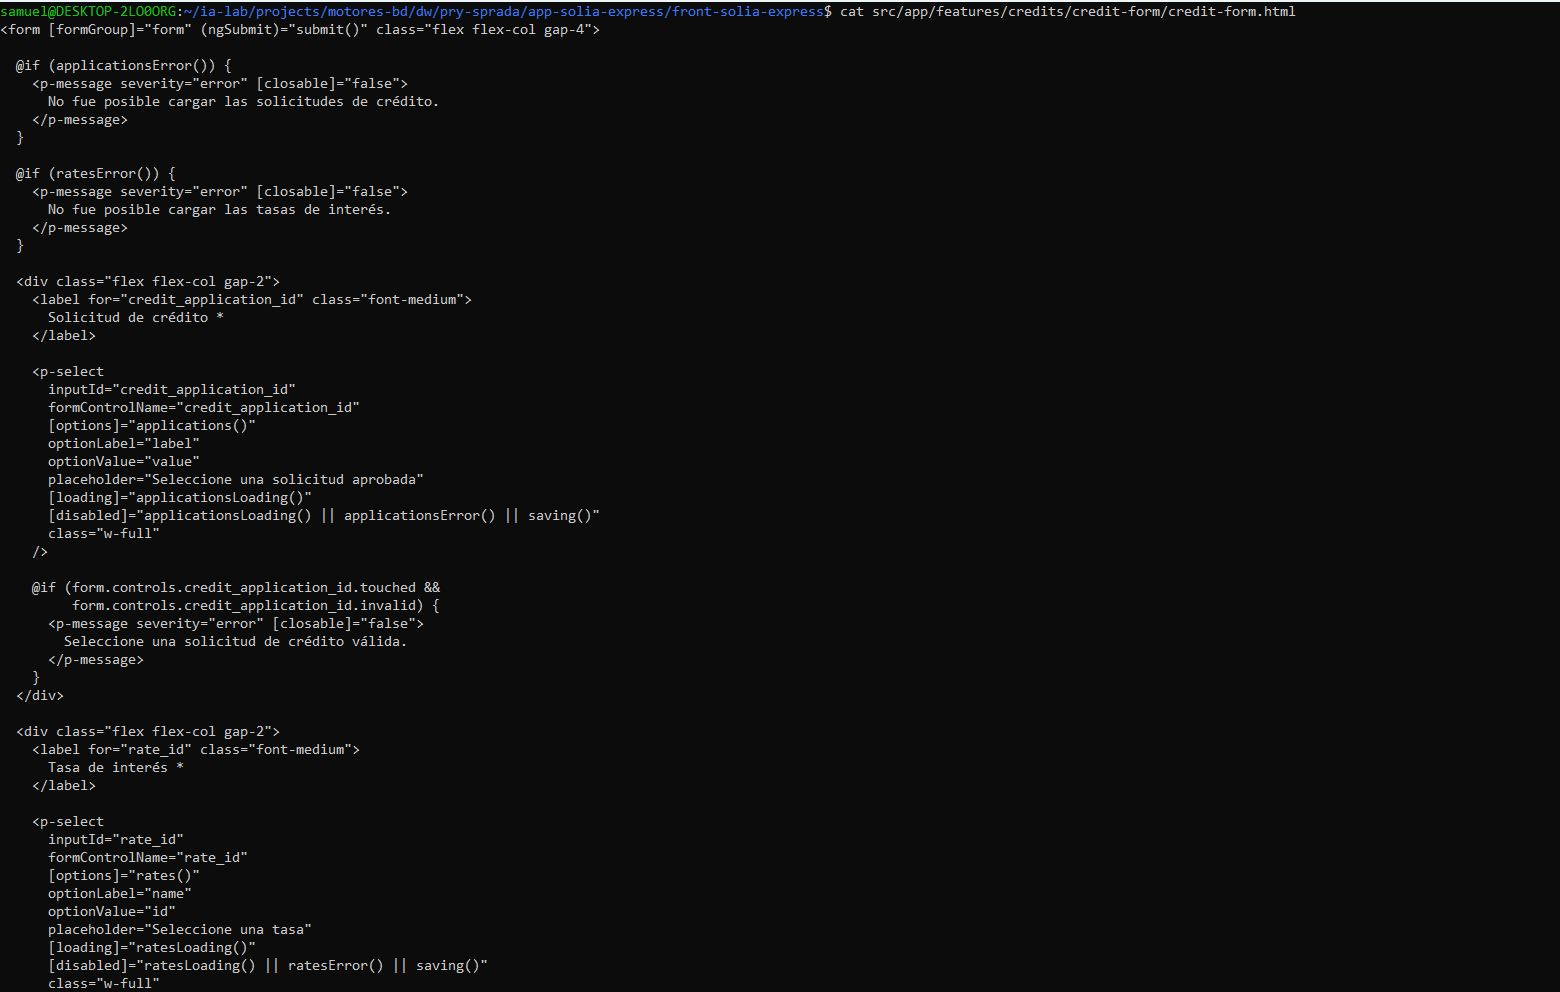 samuel@DESKTOP-2LO0ORG:~/ia-lab/projects/motores-bd/dw/pry-sprada/app-solia-express/front-solia-express$ cat src/app/features/credits/credit-form/credit-form.html
<form [formGroup]="form" (ngSubmit)="submit()" class="flex flex-col gap-4">

  @if (applicationsError()) {
    <p-message severity="error" [closable]="false">
      No fue posible cargar las solicitudes de crédito.
    </p-message>
  }

  @if (ratesError()) {
    <p-message severity="error" [closable]="false">
      No fue posible cargar las tasas de interés.
    </p-message>
  }

  <div class="flex flex-col gap-2">
    <label for="credit_application_id" class="font-medium">
      Solicitud de crédito *
    </label>

    <p-select
      inputId="credit_application_id"
      formControlName="credit_application_id"
      [options]="applications()"
      optionLabel="label"
      optionValue="value"
      placeholder="Seleccione una solicitud aprobada"
      [loading]="applicationsLoading()"
      [disabled]="applicationsLoading() || applicationsError() || saving()"
      class="w-full"
    />

    @if (form.controls.credit_application_id.touched &&
         form.controls.credit_application_id.invalid) {
      <p-message severity="error" [closable]="false">
        Seleccione una solicitud de crédito válida.
      </p-message>
    }
  </div>

  <div class="flex flex-col gap-2">
    <label for="rate_id" class="font-medium">
      Tasa de interés *
    </label>

    <p-select
      inputId="rate_id"
      formControlName="rate_id"
      [options]="rates()"
      optionLabel="name"
      optionValue="id"
      placeholder="Seleccione una tasa"
      [loading]="ratesLoading()"
      [disabled]="ratesLoading() || ratesError() || saving()"
      class="w-full"